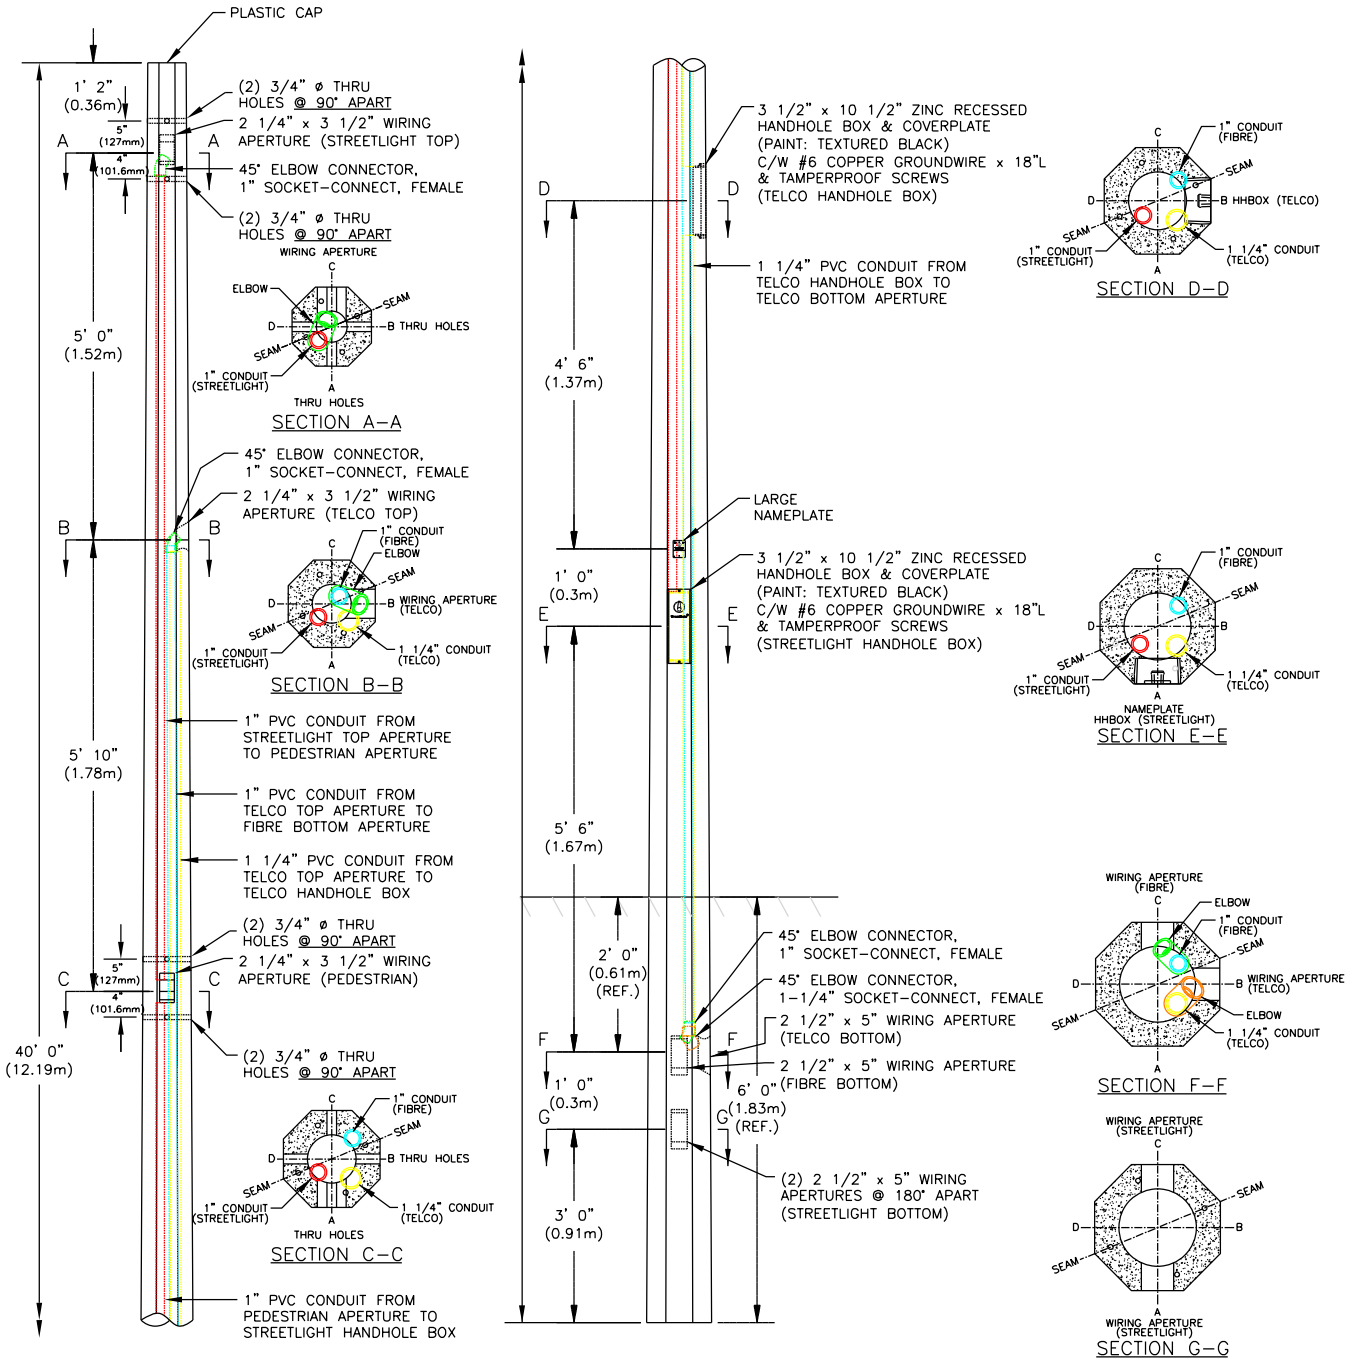 PLASTIC CAP
1' 2"
(0.36m)
(2) 3/4" ø THRU
HOLES @ 90° APART
5"
(127mm)
2 1/4" x 3 1/2" WIRING
APERTURE (STREETLIGHT TOP)
A
A
4"
(101.6mm)
45° ELBOW CONNECTOR,
1" SOCKET-CONNECT, FEMALE
(2) 3/4" ø THRU
HOLES @ 90° APART
WIRING APERTURE
C
ELBOW
SEAM
D
B THRU HOLES
SEAM
1" CONDUIT
(STREETLIGHT)
A
THRU HOLES
SECTION A-A
5' 0"
(1.52m)
45° ELBOW CONNECTOR,
1" SOCKET-CONNECT, FEMALE
2 1/4" x 3 1/2" WIRING
APERTURE (TELCO TOP)
B
B
1" CONDUIT
(FIBRE)
C
ELBOW
SEAM
D
B WIRING APERTURE
(TELCO)
SEAM
1" CONDUIT
(STREETLIGHT)
A
1 1/4" CONDUIT
(TELCO)
SECTION B-B
1" PVC CONDUIT FROM
STREETLIGHT TOP APERTURE
TO PEDESTRIAN APERTURE
5' 10"
(1.78m)
1" PVC CONDUIT FROM
TELCO TOP APERTURE TO
FIBRE BOTTOM APERTURE
1 1/4" PVC CONDUIT FROM
TELCO TOP APERTURE TO
TELCO HANDHOLE BOX
(2) 3/4" ø THRU
HOLES @ 90° APART
5"
(127mm)
2 1/4" x 3 1/2" WIRING
APERTURE (PEDESTRIAN)
C
C
4"
(101.6mm)
40' 0"
(12.19m)
(2) 3/4" ø THRU
HOLES @ 90° APART
C
1" CONDUIT
(FIBRE)
SEAM
D
B THRU HOLES
SEAM
1" CONDUIT
(STREETLIGHT)
A
1 1/4" CONDUIT
(TELCO)
THRU HOLES
SECTION C-C
1" PVC CONDUIT FROM
PEDESTRIAN APERTURE TO
STREETLIGHT HANDHOLE BOX
3 1/2" x 10 1/2" ZINC RECESSED
HANDHOLE BOX & COVERPLATE
(PAINT: TEXTURED BLACK)
C/W #6 COPPER GROUNDWIRE x 18"L
& TAMPERPROOF SCREWS
(TELCO HANDHOLE BOX)
D
D
1 1/4" PVC CONDUIT FROM
TELCO HANDHOLE BOX TO
TELCO BOTTOM APERTURE
4' 6"
(1.37m)
LARGE
NAMEPLATE
3 1/2" x 10 1/2" ZINC RECESSED
HANDHOLE BOX & COVERPLATE
(PAINT: TEXTURED BLACK)
C/W #6 COPPER GROUNDWIRE x 18"L
& TAMPERPROOF SCREWS
(STREETLIGHT HANDHOLE BOX)
1' 0"
(0.3m)
E
E
5' 6"
(1.67m)
2' 0"
(0.61m)
(REF.)
45° ELBOW CONNECTOR,
1" SOCKET-CONNECT, FEMALE
45° ELBOW CONNECTOR,
1-1/4" SOCKET-CONNECT, FEMALE
2 1/2" x 5" WIRING APERTURE
(TELCO BOTTOM)
F
F
2 1/2" x 5" WIRING APERTURE
(FIBRE BOTTOM)
1' 0"
(0.3m)
6' 0"
(1.83m)
(REF.)
G
G
(2) 2 1/2" x 5" WIRING
APERTURES @ 180° APART
(STREETLIGHT BOTTOM)
3' 0"
(0.91m)
1" CONDUIT
(FIBRE)
C
SEAM
D
B HHBOX (TELCO)
SEAM
1" CONDUIT
(STREETLIGHT)
1 1/4" CONDUIT
(TELCO)
A
SECTION D-D
1" CONDUIT
(FIBRE)
C
SEAM
D
B
SEAM
1" CONDUIT
(STREETLIGHT)
1 1/4" CONDUIT
(TELCO)
A
NAMEPLATE
HHBOX (STREETLIGHT)
SECTION E-E
WIRING APERTURE
(FIBRE)
C
ELBOW
1" CONDUIT
(FIBRE)
SEAM
D
B WIRING APERTURE
(TELCO)
SEAM
ELBOW
1 1/4" CONDUIT
(TELCO)
A
SECTION F-F
WIRING APERTURE
(STREETLIGHT)
C
SEAM
D
B
SEAM
A
WIRING APERTURE
(STREETLIGHT)
SECTION G-G